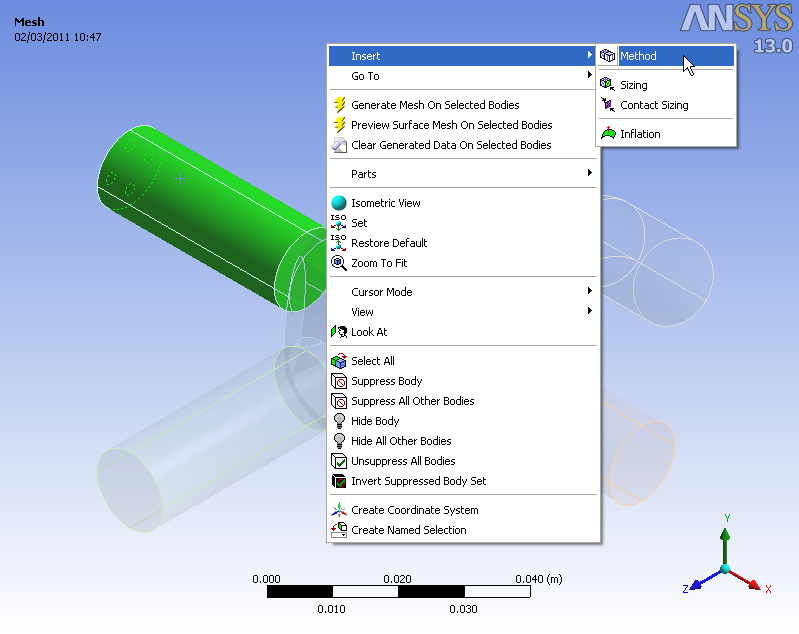 Mesh
02/03/2011 10:47
ANSYS
13.0
Insert
Go To
Generate Mesh On Selected Bodies
Preview Surface Mesh On Selected Bodies
Clear Generated Data On Selected Bodies
Parts
Isometric View
ISO
Set
ISO
Restore Default
Zoom To Fit
Cursor Mode
View
Look At
Select All
Suppress Body
Suppress All Other Bodies
Hide Body
Hide All Other Bodies
Unsuppress All Bodies
Invert Suppressed Body Set
Create Coordinate System
Create Named Selection
Method
Sizing
Contact Sizing
Inflation
0.000 0.020 0.040 (m)
0.010 0.030
Y
Z
X